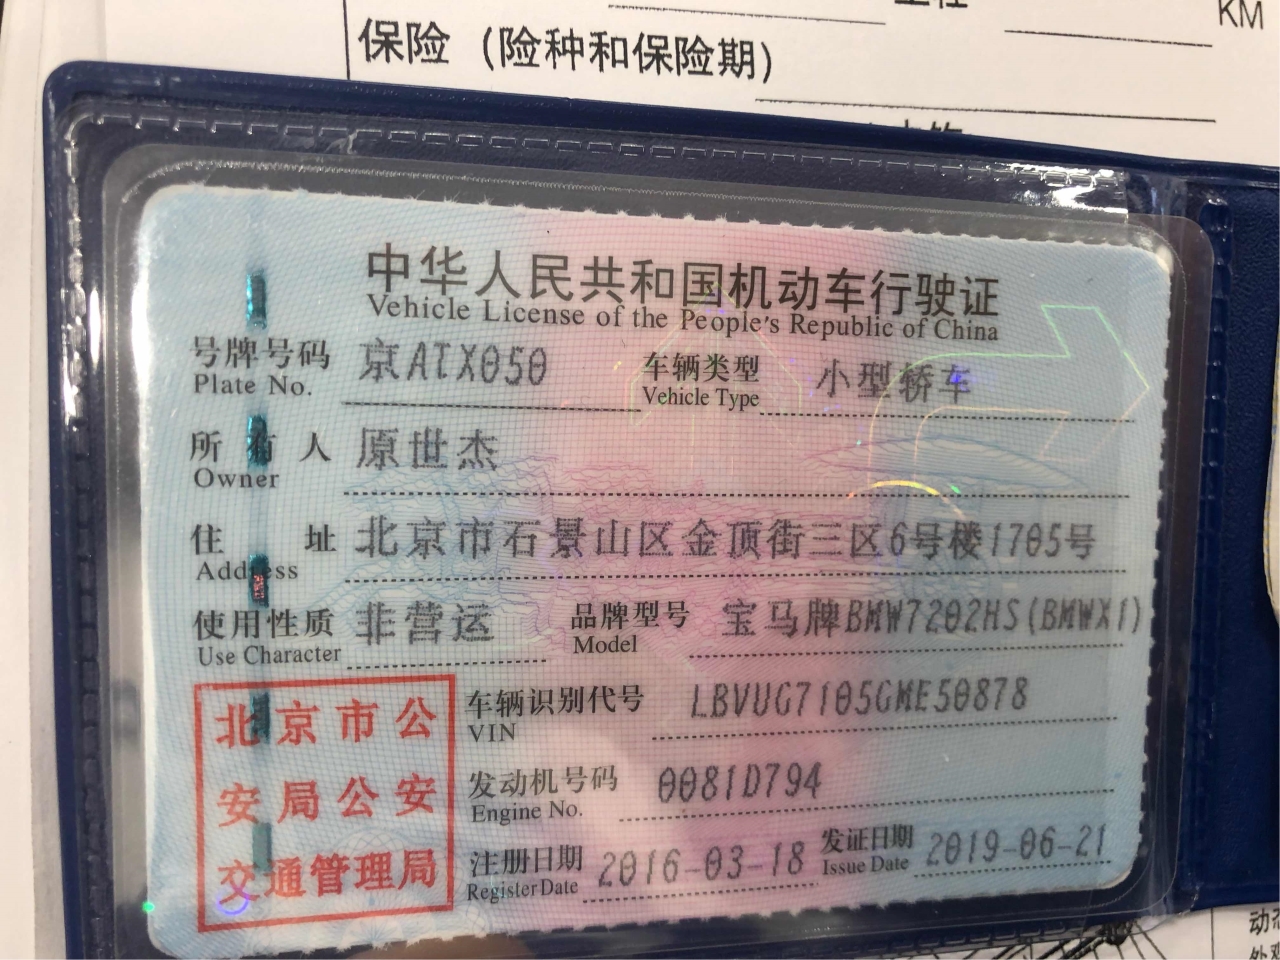 KM
保险（险种和保险期）
中华人民共和国机动车行驶证
Vehicle License of the People's Republic of China
号牌号码 京AIX050 车辆类型 小型轿车
Plate No. Vehicle Type
所有人 原世杰
Owner
住址 北京市石景山区金顶街三区6号楼1705号
Address
使用性质 非营运 品牌型号 宝马牌BMW7202HS(BMWX1)
Use Character Model
北京市公
安局公安
交通管理局
车辆识别代号 LBVUG7105GME50878
VIN
发动机号码 0081D794
Engine No.
注册日期 2016-03-18 发证日期 2019-06-21
Register Date Issue Date